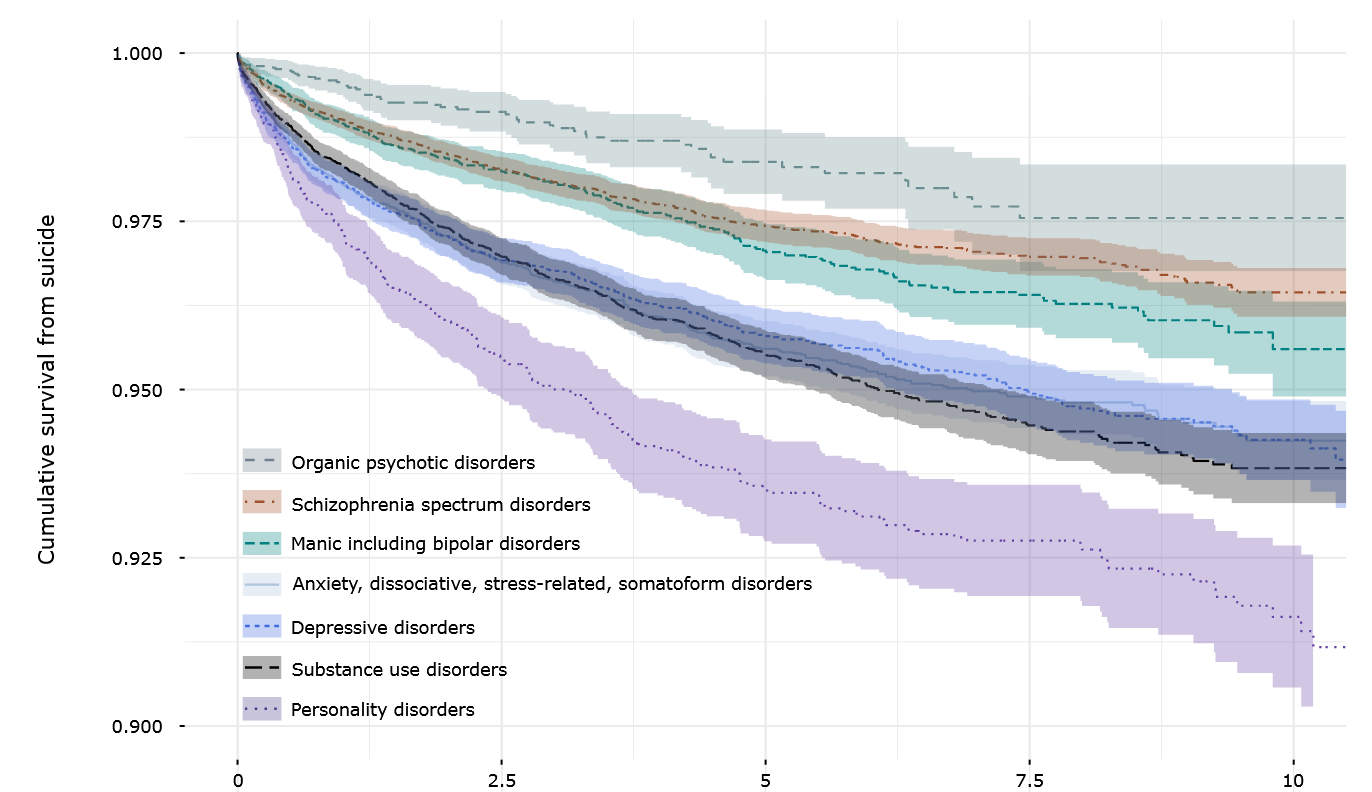 Cumulative survival from suicide
1.000
0.975
0.950
0.925
0.900
Organic psychotic disorders
Schizophrenia spectrum disorders
Manic including bipolar disorders
Anxiety, dissociative, stress-related, somatoform disorders
Depressive disorders
Substance use disorders
Personality disorders
0 2.5 5 7.5 10